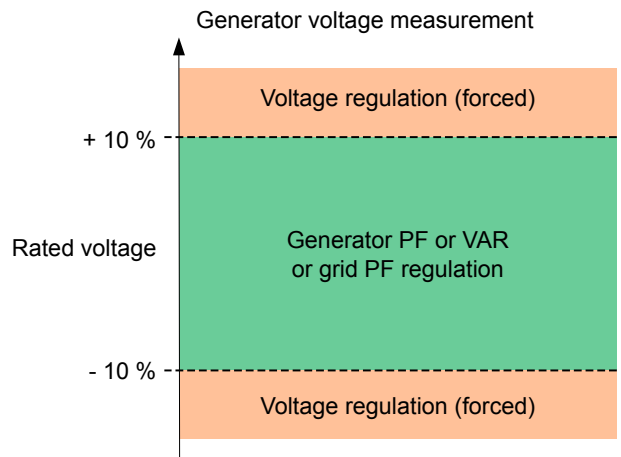 Generator voltage measurement
Voltage regulation (forced)
+ 10 %
Generator PF or VAR
Rated voltage
or grid PF regulation
- 10 %
Voltage regulation (forced)